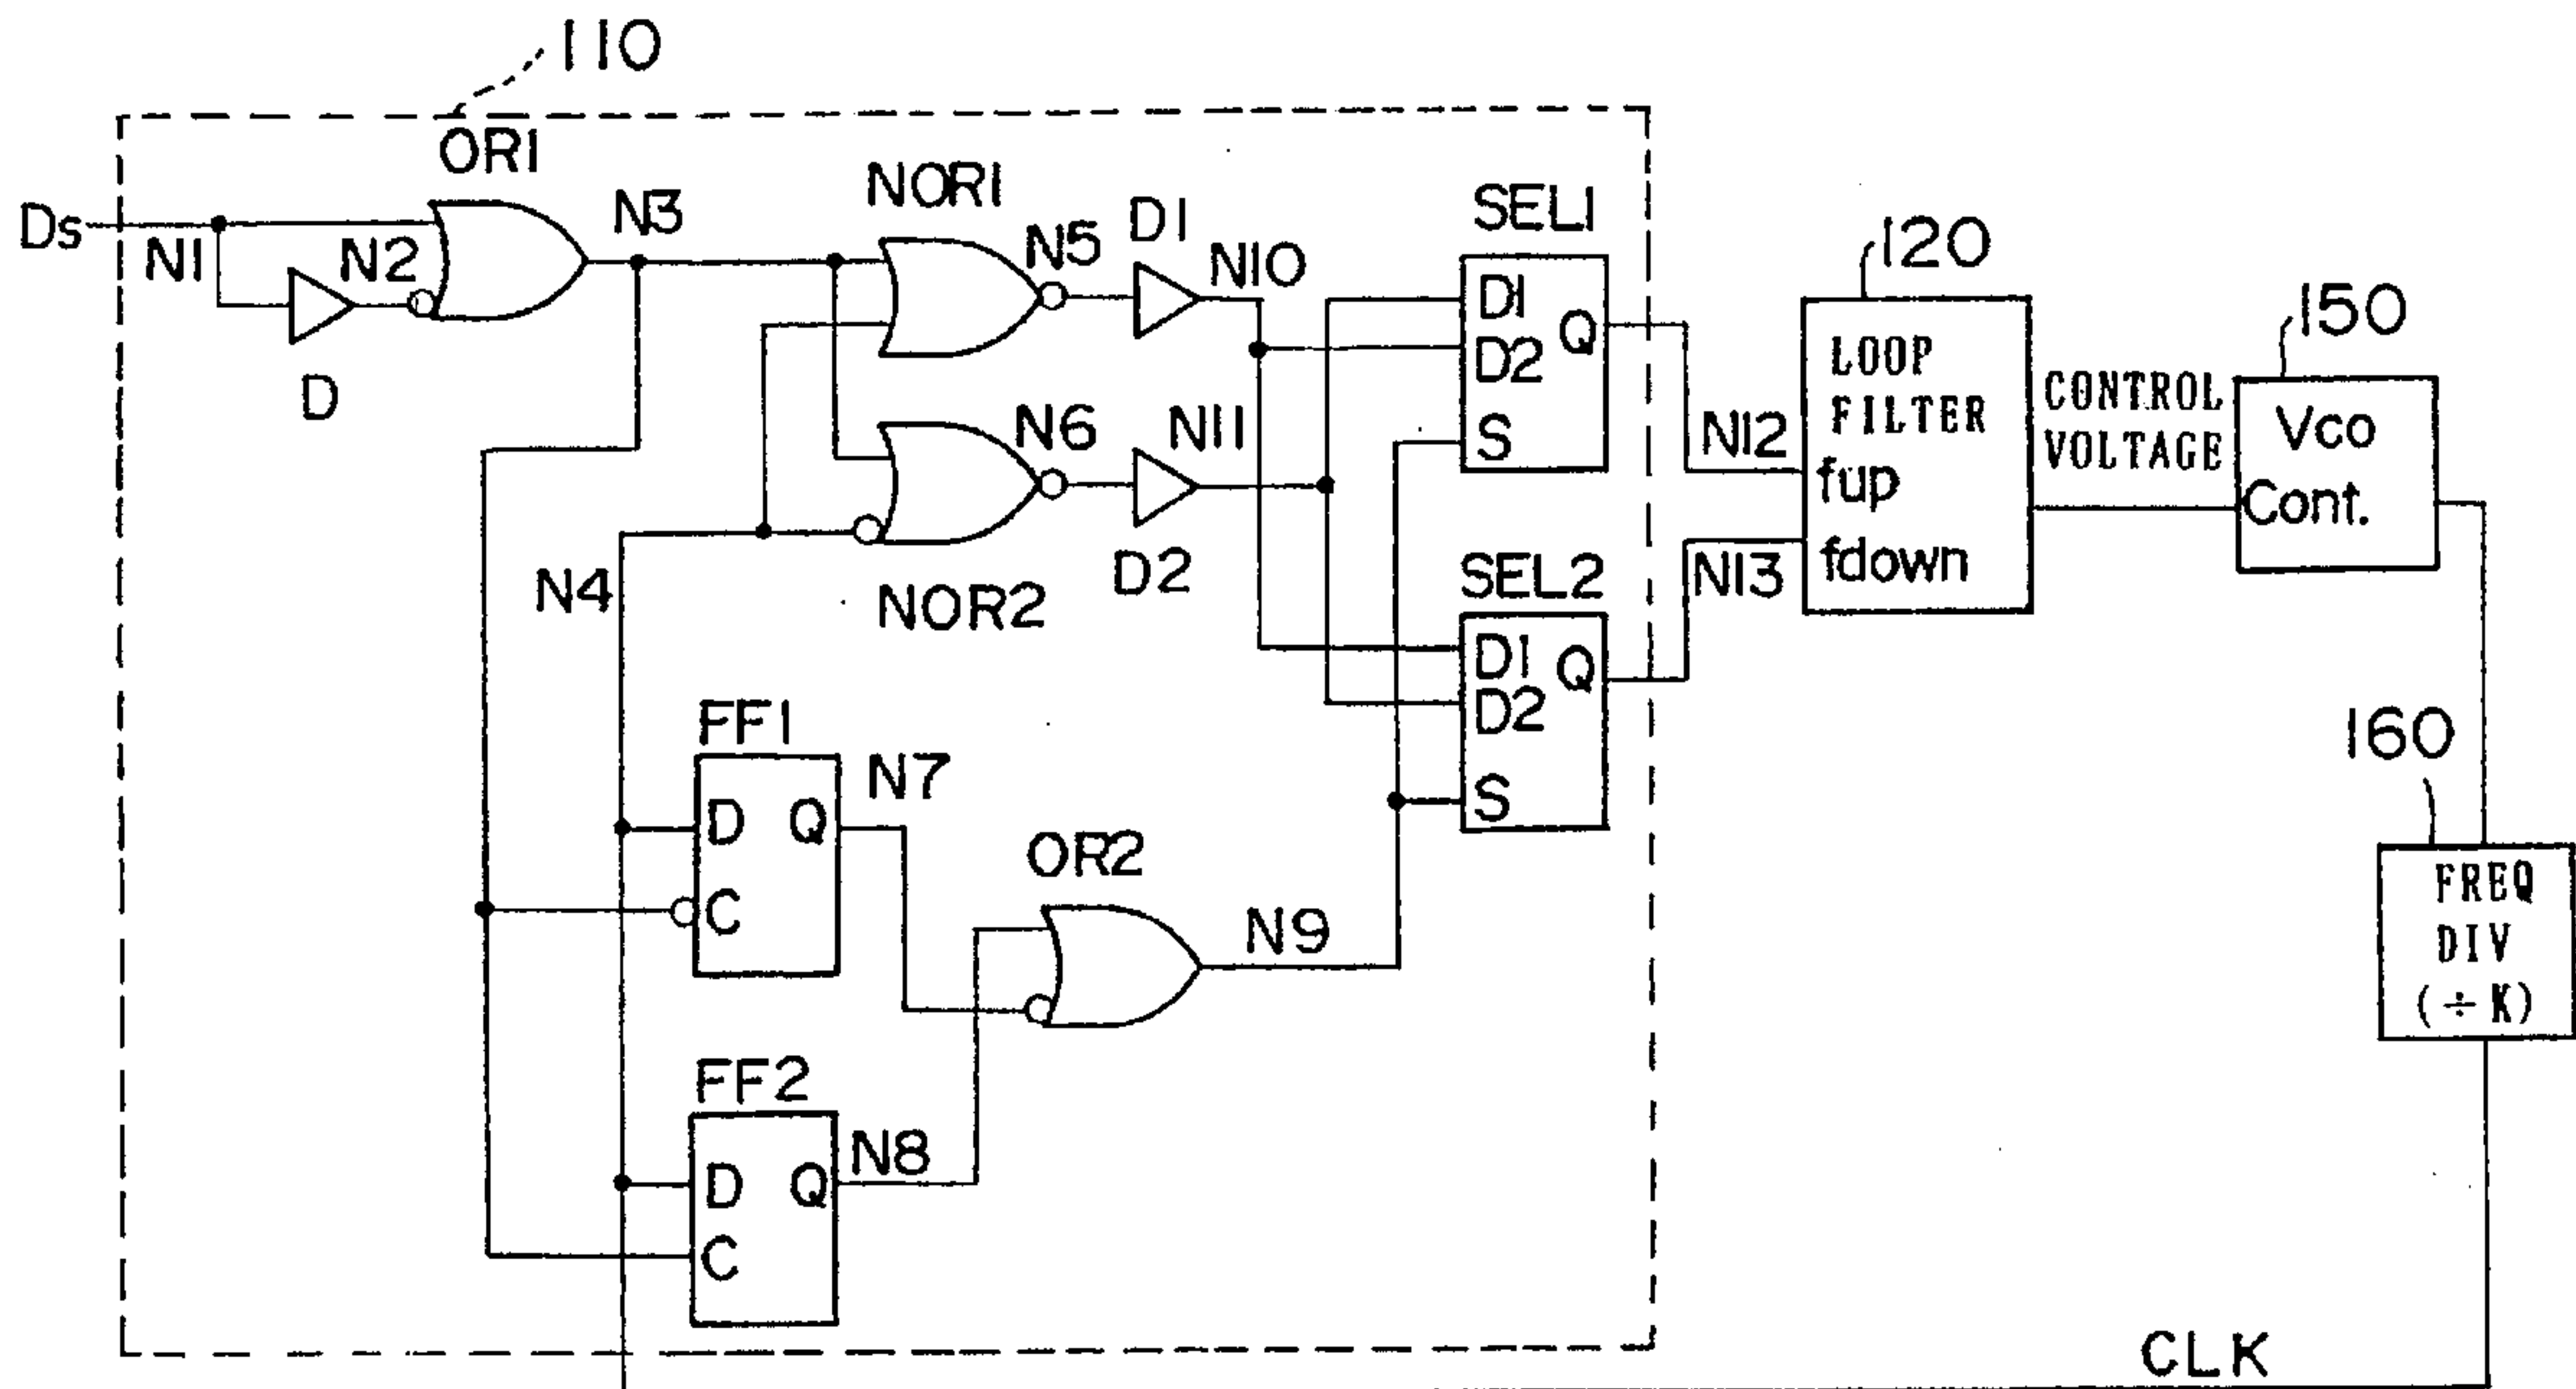 110
OR1
Ds
N1
N2
D
N3
NOR1
N5
D1
N10
SEL1
D1
D2
S
Q
120
LOOP
FILTER
fup
fdown
CONTROL
VOLTAGE
150
Vco
Cont.
N4
N6
N11
NOR2
D2
N12
N13
SEL2
D1
D2
S
Q
FF1
D
Q
C
N7
OR2
N9
160
FREQ
DIV
(÷K)
FF2
D
Q
C
N8
CLK